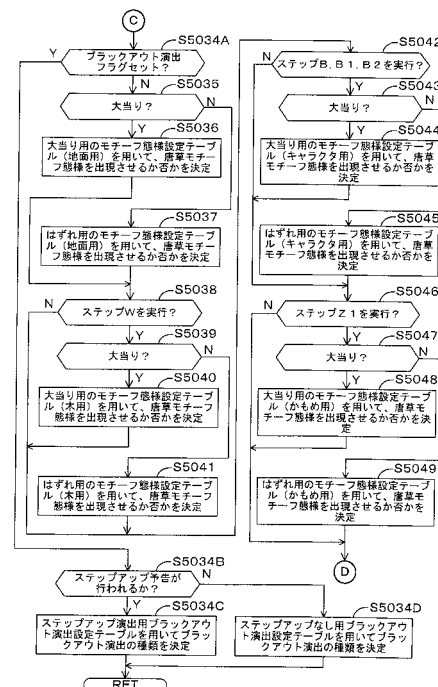 C
S5034A
Y
ブラックアウト演出
フラグセット？
N
S5035
大当り？
N
Y
S5036
大当り用のモチーフ態様設定テーブ
ル（地面用）を用いて、唐草モチー
フ態様を出現させるか否かを決定
S5037
はずれ用のモチーフ態様設定テーブ
ル（地面用）を用いて、唐草モチー
フ態様を出現させるか否かを決定
S5038
N
ステップWを実行？
Y
S5039
大当り？
N
Y
S5040
大当り用のモチーフ態様設定テーブ
ル（木用）を用いて、唐草モチーフ
態様を出現させるか否かを決定
S5041
はずれ用のモチーフ態様設定テーブ
ル（木用）を用いて、唐草モチーフ
態様を出現させるか否かを決定
S5042
N
ステップB，B1，B2を実行？
Y
S5043
大当り？
N
Y
S5044
大当り用のモチーフ態様設定テーブ
ル（キャラクタ用）を用いて、唐草
モチーフ態様を出現させるか否かを
決定
S5045
はずれ用のモチーフ態様設定テーブ
ル（キャラクタ用）を用いて、唐草
モチーフ態様を出現させるか否かを
決定
S5046
N
ステップZ1を実行？
Y
S5047
大当り？
N
Y
S5048
大当り用のモチーフ態様設定テーブ
ル（かもめ用）を用いて、唐草モチ
ーフ態様を出現させるか否かを決
定
S5049
はずれ用のモチーフ態様設定テーブ
ル（かもめ用）を用いて、唐草モチ
ーフ態様を出現させるか否かを決
定
D
S5034B
ステップアップ予告が
行われるか？
N
Y
S5034C
ステップアップ演出用ブラックアウ
ト演出設定テーブルを用いてブラッ
クアウト演出の種類を決定
S5034D
ステップアップなし用ブラックアウ
ト演出設定テーブルを用いてブラッ
クアウト演出の種類を決定
RET